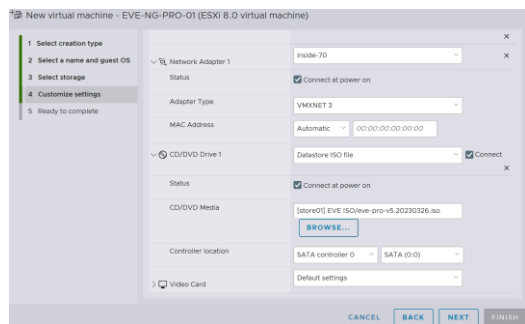 New virtual machine - EVE-NG-PRO-01 (ESXi 8.0 virtual machine)
1 Select creation type
2 Select a name and guest OS
3 Select storage
4 Customize settings
5 Ready to complete
Network Adapter 1
inside-70
Status
Connect at power on
Adapter Type
VMXNET 3
MAC Address
Automatic
00:00:00:00:00:00
CD/DVD Drive 1
Datastore ISO file
Connect
Status
Connect at power on
CD/DVD Media
[store01] EVE ISO/eve-pro-v5.20230326.iso
BROWSE...
Controller location
SATA controller 0
SATA (0:0)
Video Card
Default settings
CANCEL
BACK
NEXT
FINISH